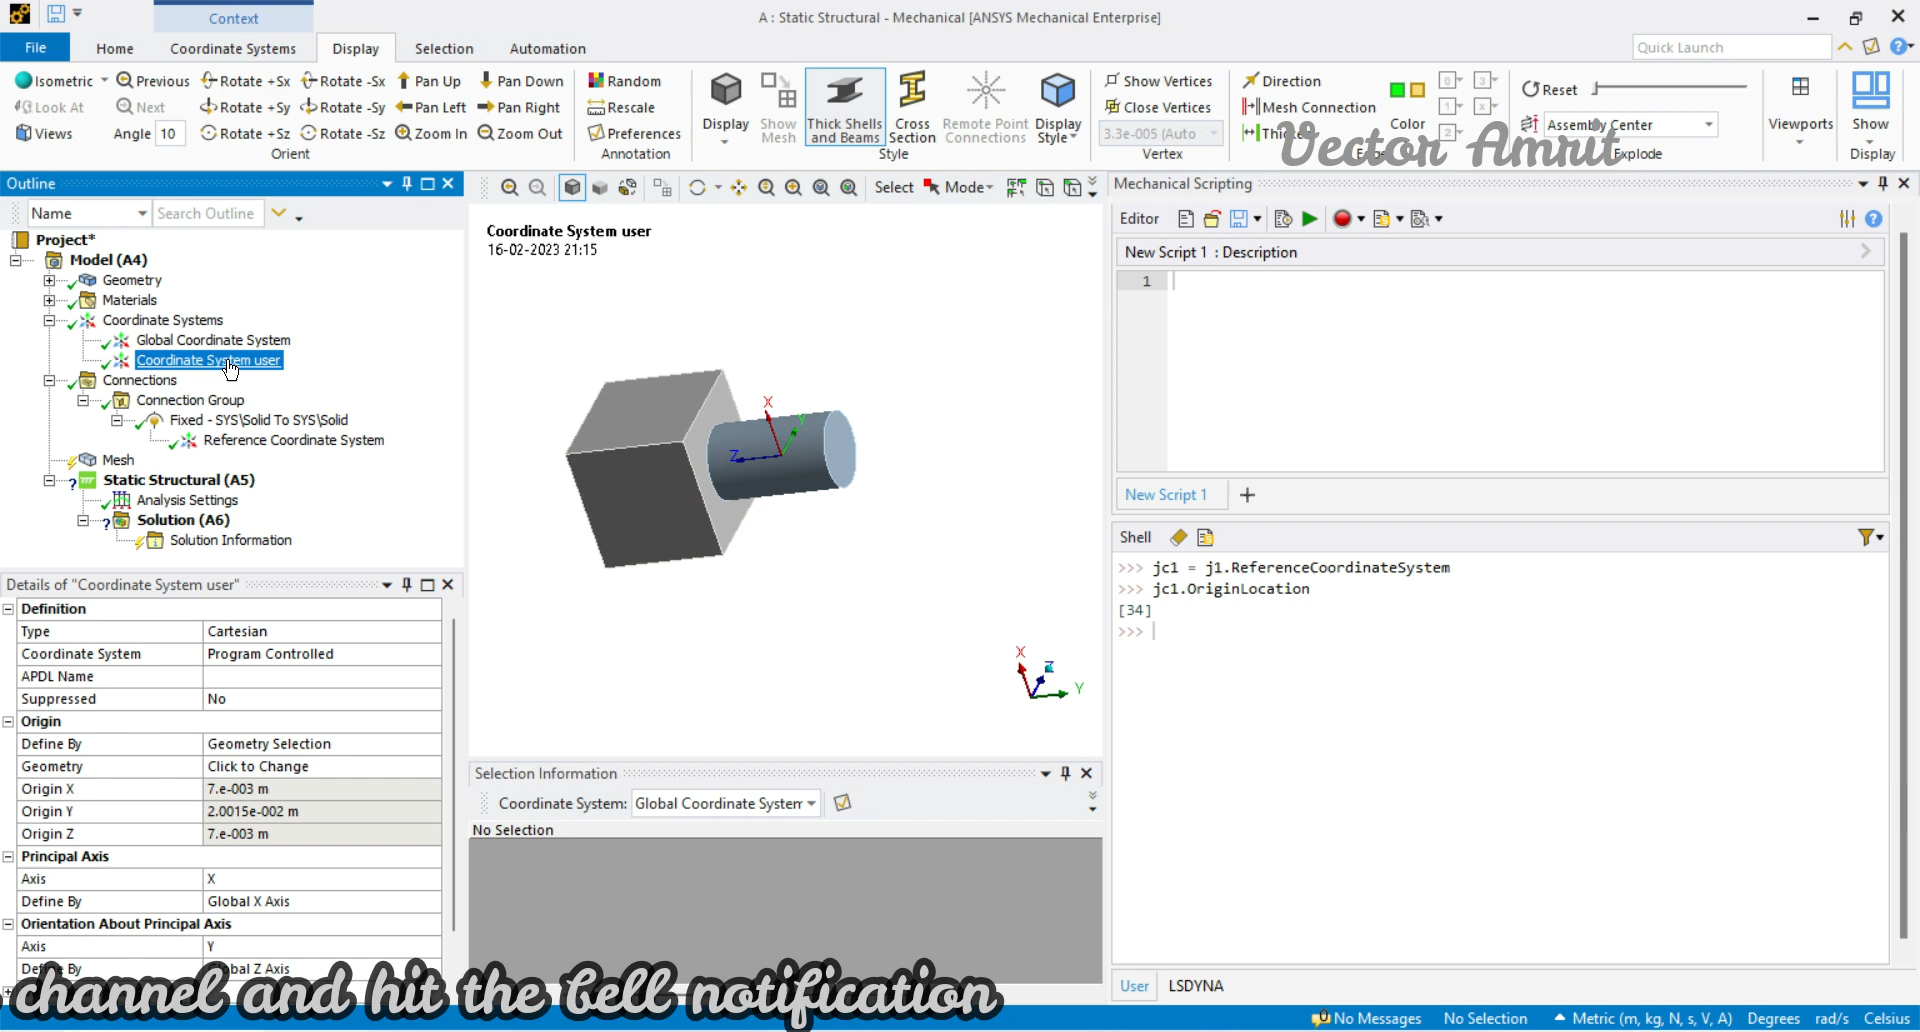 Context
A : Static Structural - Mechanical [ANSYS Mechanical Enterprise]
File Home Coordinate Systems Display Selection Automation
Quick Launch
Isometric Previous Rotate +Sx Rotate -Sx Pan Up Pan Down
Look At Next Rotate +Sy Rotate -Sy Pan Left Pan Right
Views Angle 10 Rotate +Sz Rotate -Sz Zoom In Zoom Out
Orient
Random
Rescale
Preferences
Annotation
Display
Show Mesh
Thick Shells and Beams
Cross Section
Remote Point Connections
Display Style
Style
Show Vertices
Close Vertices
3.3e-005 (Auto
Vertex
Direction
Mesh Connection
Color
Reset
Assembly Center
Explode
Viewports
Show
Display
Vector Amrit
Outline
Name Search Outline
Project*
Model (A4)
Geometry
Materials
Coordinate Systems
Global Coordinate System
Coordinate System user
Connections
Connection Group
Fixed - SYS\Solid To SYS\Solid
Reference Coordinate System
Mesh
Static Structural (A5)
Analysis Settings
Solution (A6)
Solution Information
Details of "Coordinate System user"
Definition
Type Cartesian
Coordinate System Program Controlled
APDL Name
Suppressed No
Origin
Define By Geometry Selection
Geometry Click to Change
Origin X 7.e-003 m
Origin Y 2.0015e-002 m
Origin Z 7.e-003 m
Principal Axis
Axis X
Define By Global X Axis
Orientation About Principal Axis
Axis Y
Define By Global Z Axis
Select Mode
Coordinate System user
16-02-2023 21:15
X
Y
Z
X
Z
Y
Selection Information
Coordinate System: Global Coordinate System
No Selection
Mechanical Scripting
Editor
New Script 1 : Description
1
New Script 1 +
Shell
>>> jc1 = j1.ReferenceCoordinateSystem
>>> jc1.OriginLocation
[34]
>>>
User LSDYNA
channel and hit the bell notification
No Messages No Selection Metric (m, kg, N, s, V, A) Degrees rad/s Celsius